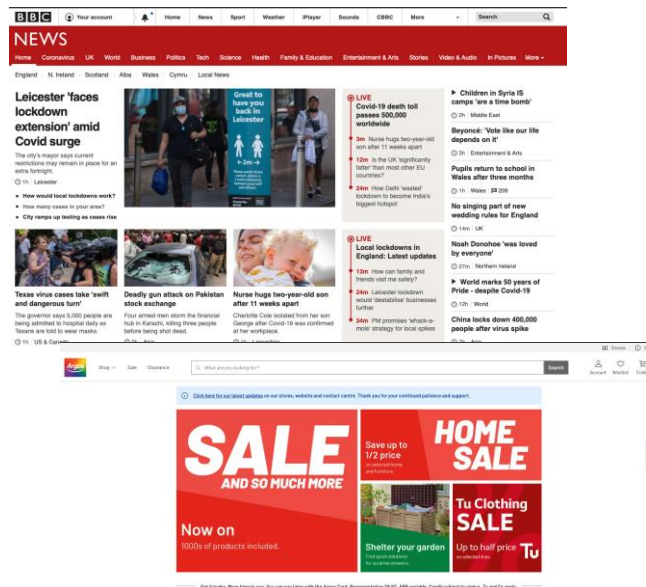 BBC Your account Home News Sport Weather iPlayer Sounds CBBC More Search
NEWS
Home Coronavirus UK World Business Politics Tech Science Health Family & Education Entertainment & Arts Stories Video & Audio In Pictures More
England N. Ireland Scotland Alba Wales Cymru Local News
Leicester 'faces
lockdown
extension' amid
Covid surge
The city's mayor says current
restrictions may remain in place for an
extra fortnight.
1h Leicester
How would local lockdowns work?
How many cases in your area?
City ramps up testing as cases rise
Great to
have you
back in
Leicester
2m
LIVE
Covid-19 death toll
passes 500,000
worldwide
3m Nurse hugs two-year-old
son after 11 weeks apart
12m Is the UK 'significantly
fatter' than most other EU
countries?
24m How Delhi 'wasted'
lockdown to become India's
biggest hotspot
Children in Syria IS
camps 'are a time bomb'
2h Middle East
Beyoncé: 'Vote like our life
depends on it'
3h Entertainment & Arts
Pupils return to school in
Wales after three months
1h Wales 209
No singing part of new
wedding rules for England
14m UK
Noah Donohoe 'was loved
by everyone'
27m Northern Ireland
World marks 50 years of
Pride - despite Covid-19
12h World
China locks down 400,000
people after virus spike
Texas virus cases take 'swift
and dangerous turn'
The governor says 5,000 people are
being admitted to hospital daily as
Texans are told to wear masks.
1h US & Canada
Deadly gun attack on Pakistan
stock exchange
Four armed men storm the financial
hub in Karachi, killing three people
before being shot dead.
Nurse hugs two-year-old son
after 11 weeks apart
Charlotte Cole isolated from her son
George after Covid-19 was confirmed
at her workplace.
LIVE
Local lockdowns in
England: Latest updates
13m How can family and
friends visit me safely?
24m Leicester lockdown
would 'destabilise' businesses
further
34m PM promises 'whack-a-
mole' strategy for local spikes
Stores
Argos Shop Sale Clearance What are you looking for? Search Account Wishlist Trolley
Click here for our latest updates on our stores, website and contact centre. Thank you for your continued patience and support.
SALE
AND SO MUCH MORE
Now on
1000s of products included.
Save up to
1/2 price
on selected home
and furniture.
HOME
SALE
Shelter your garden
Find quick solutions
for surprise showers.
Tu Clothing
SALE
Up to half price
on selected lines.
Tu